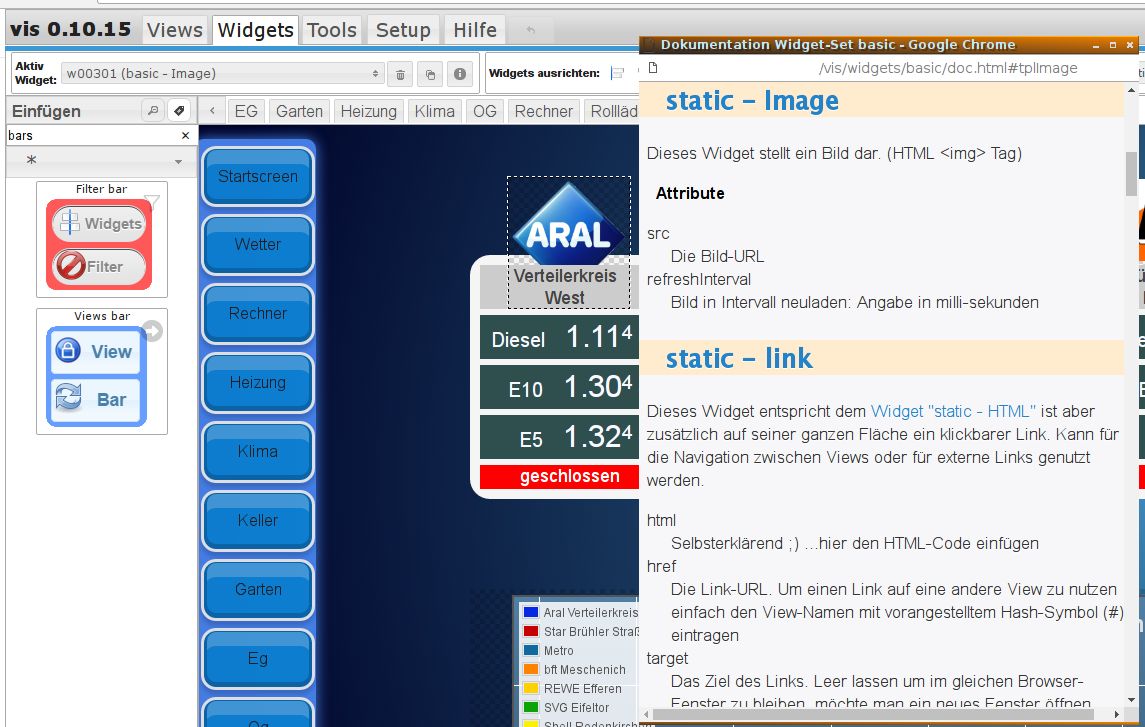 vis 0.10.15 Views Widgets Tools Setup Hilfe
Aktiv
Widget:
w00301 (basic - Image)
Widgets ausrichten:
Einfügen
EG Garten Heizung Klima OG Rechner Rolläd
bars
*
Filter bar
Widgets
Filter
Views bar
View
Bar
Startscreen
Wetter
Rechner
Heizung
Klima
Keller
Garten
Eg
Og
ARAL
Verteilerkreis
West
Diesel 1.11⁴
E10 1.30⁴
E5 1.32⁴
geschlossen
Aral Verteilerkreis
Star Brühler Straß
Metro
bft Meschenich
REWE Efferen
SVG Eifeltor
Shell Rodenkirchen
Dokumentation Widget-Set basic - Google Chrome
/vis/widgets/basic/doc.html#tplImage
static - Image
Dieses Widget stellt ein Bild dar. (HTML <img> Tag)
Attribute
src
Die Bild-URL
refreshInterval
Bild in Intervall neuladen: Angabe in milli-sekunden
static - link
Dieses Widget entspricht dem Widget "static - HTML" ist aber
zusätzlich auf seiner ganzen Fläche ein klickbarer Link. Kann für
die Navigation zwischen Views oder für externe Links genutzt
werden.
html
Selbsterklärend ;) ...hier den HTML-Code einfügen
href
Die Link-URL. Um einen Link auf eine andere View zu nutzen
einfach den View-Namen mit vorangestelltem Hash-Symbol (#)
eintragen
target
Das Ziel des Links. Leer lassen um im gleichen Browser-
Fenster zu bleiben, möchte man ein neues Fenster öffnen